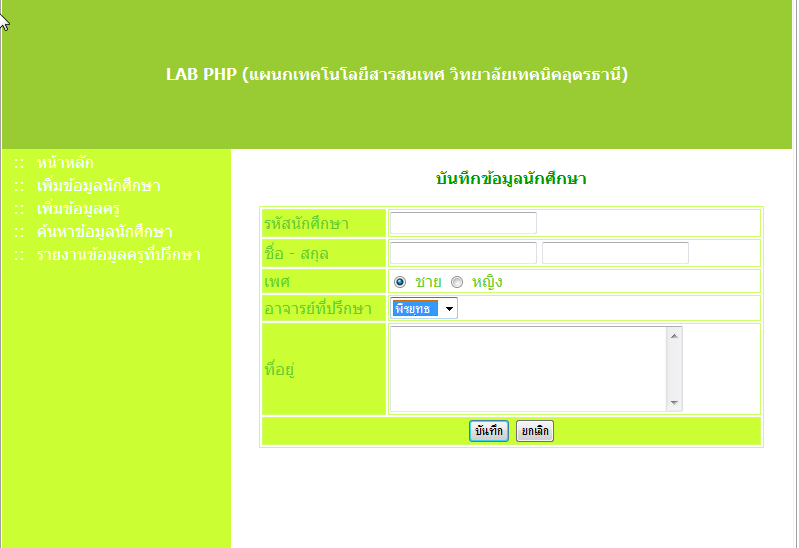 LAB PHP (แผนกเทคโนโลยีสารสนเทศ วิทยาลัยเทคนิคอุดรธานี)
:: หน้าหลัก
:: เพิ่มข้อมูลนักศึกษา
:: เพิ่มข้อมูลครู
:: ค้นหาข้อมูลนักศึกษา
:: รายงานข้อมูลครูที่ปรึกษา
บันทึกข้อมูลนักศึกษา
รหัสนักศึกษา
ชื่อ - สกุล
เพศ ชาย หญิง
อาจารย์ที่ปรึกษา พิรยุทธ
ที่อยู่
บันทึก ยกเลิก